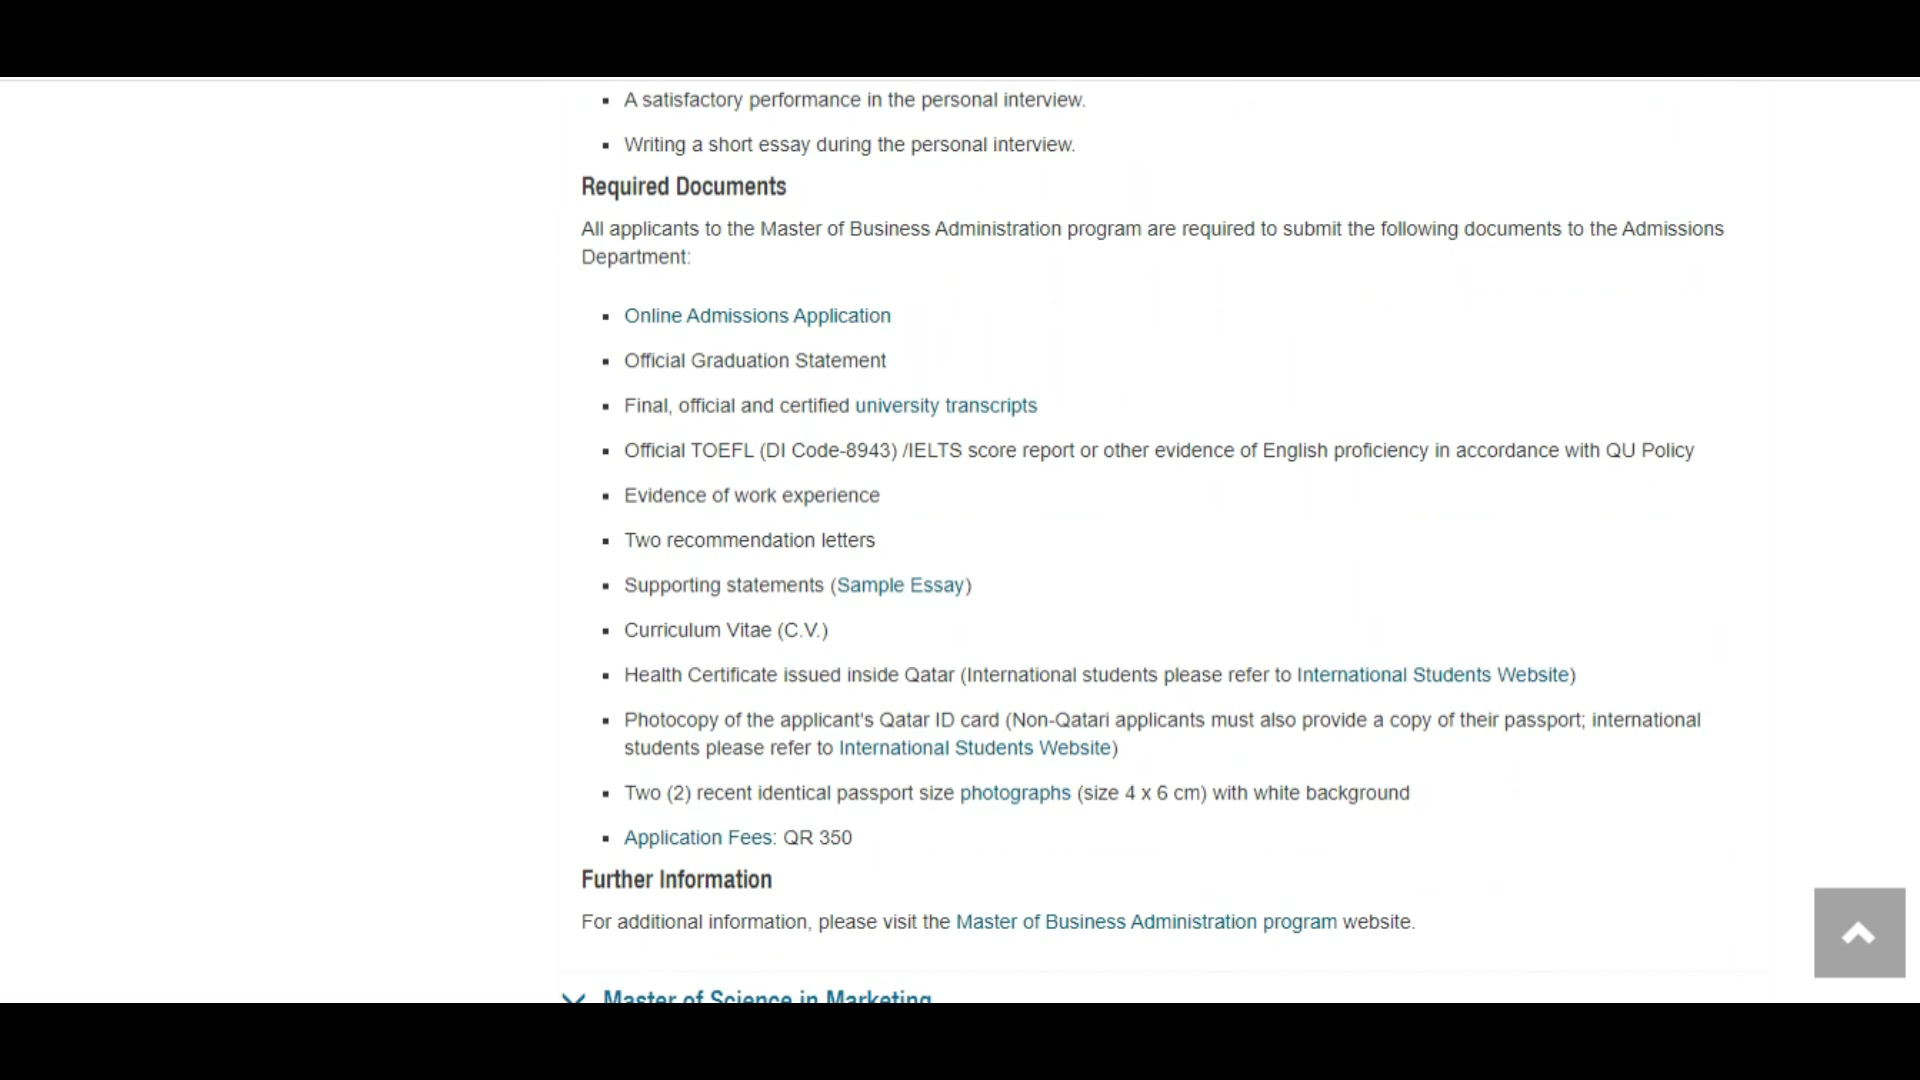 A satisfactory performance in the personal interview.
Writing a short essay during the personal interview.
Required Documents
All applicants to the Master of Business Administration program are required to submit the following documents to the Admissions
Department:
Online Admissions Application
Official Graduation Statement
Final, official and certified university transcripts
Official TOEFL (DI Code-8943) /IELTS score report or other evidence of English proficiency in accordance with QU Policy
Evidence of work experience
Two recommendation letters
Supporting statements (Sample Essay)
Curriculum Vitae (C.V.)
Health Certificate issued inside Qatar (International students please refer to International Students Website)
Photocopy of the applicant's Qatar ID card (Non-Qatari applicants must also provide a copy of their passport; international
students please refer to International Students Website)
Two (2) recent identical passport size photographs (size 4 x 6 cm) with white background
Application Fees: QR 350
Further Information
For additional information, please visit the Master of Business Administration program website.
Master of Science in Marketing